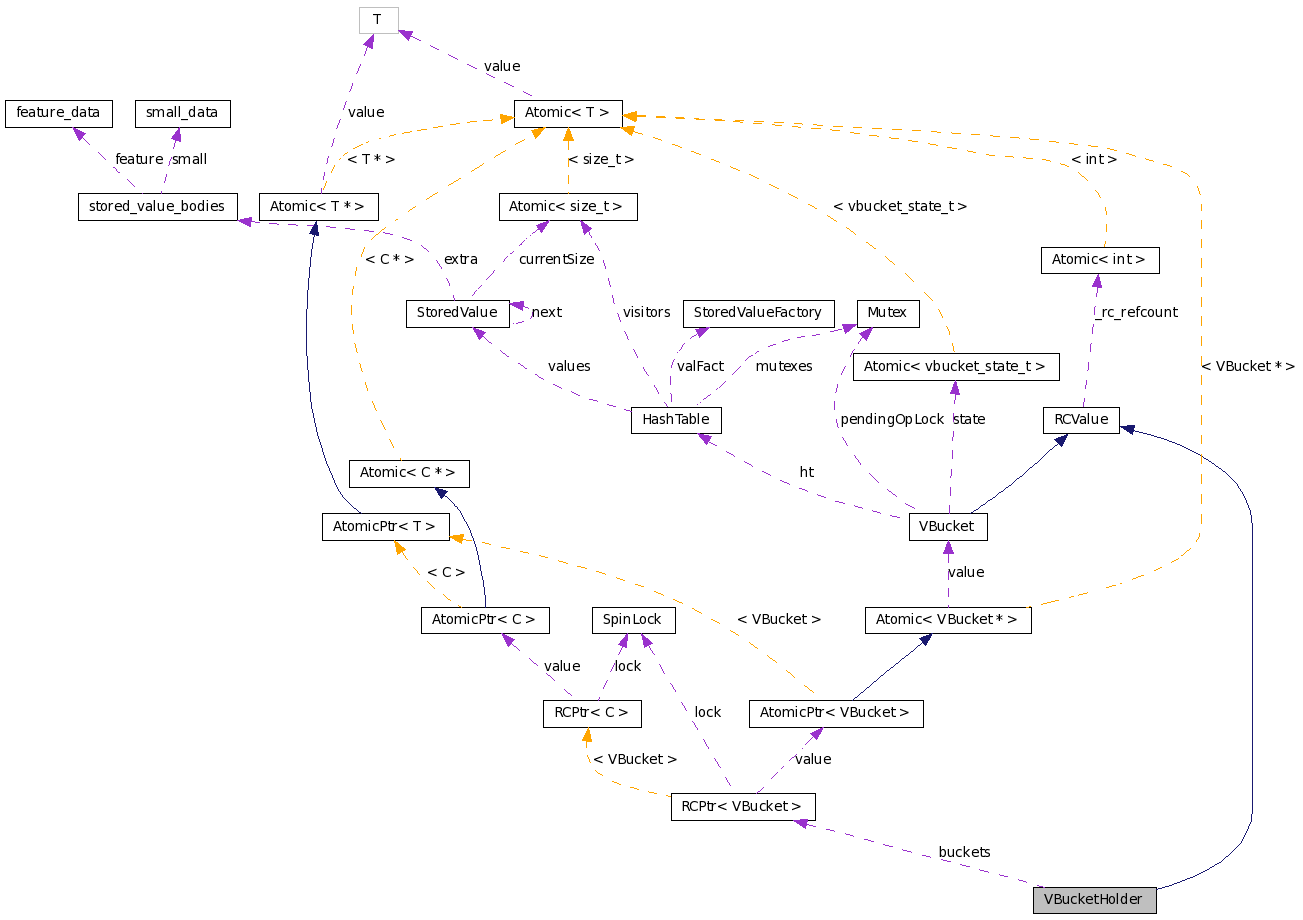 T
value
feature_data
small_data
Atomic< T >
value
feature
small
< T * >
< size_t >
< int >
stored_value_bodies
Atomic< T * >
Atomic< size_t >
< vbucket_state_t >
< C * >
extra
currentSize
Atomic< int >
StoredValue
next
visitors
StoredValueFactory
Mutex
_rc_refcount
values
valFact
mutexes
Atomic< vbucket_state_t >
< VBucket * >
HashTable
pendingOpLock
state
RCValue
Atomic< C * >
ht
AtomicPtr< T >
VBucket
< C >
value
AtomicPtr< C >
SpinLock
< VBucket >
Atomic< VBucket * >
value
lock
RCPtr< C >
lock
AtomicPtr< VBucket >
< VBucket >
value
RCPtr< VBucket >
buckets
VBucketHolder